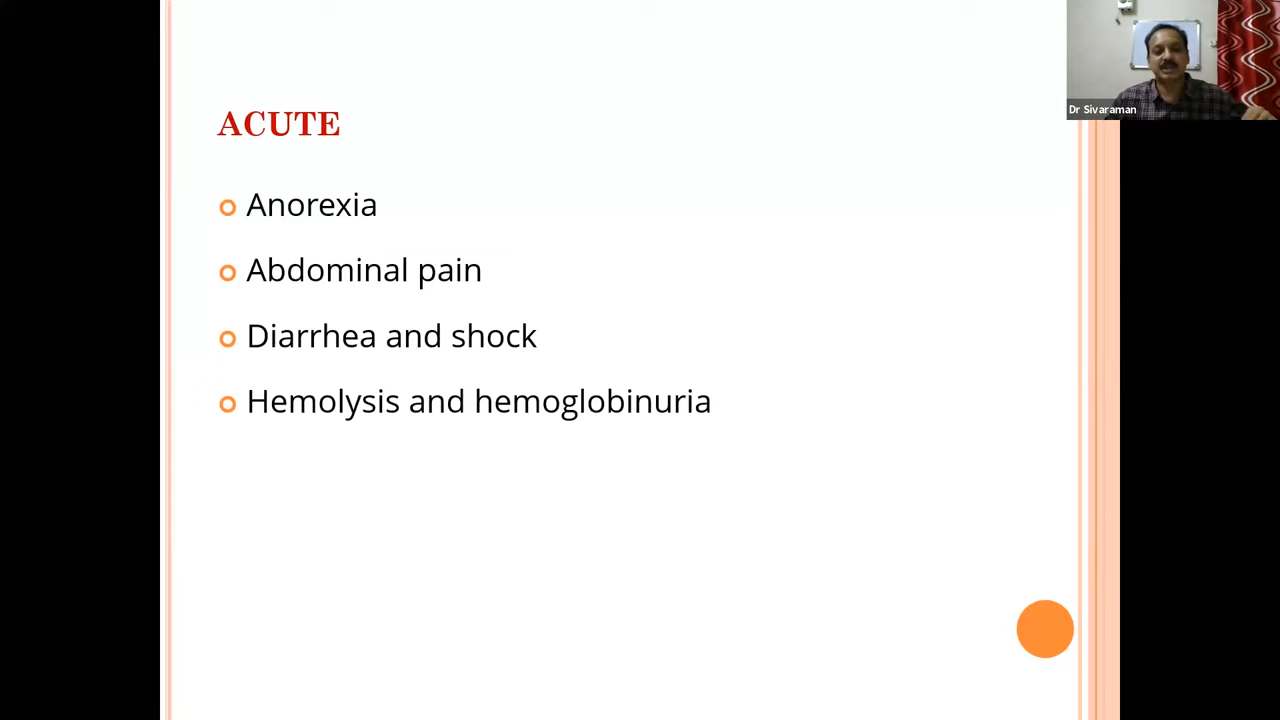 ACUTE
Anorexia
Abdominal pain
Diarrhea and shock
Hemolysis and hemoglobinuria
Dr Sivaraman